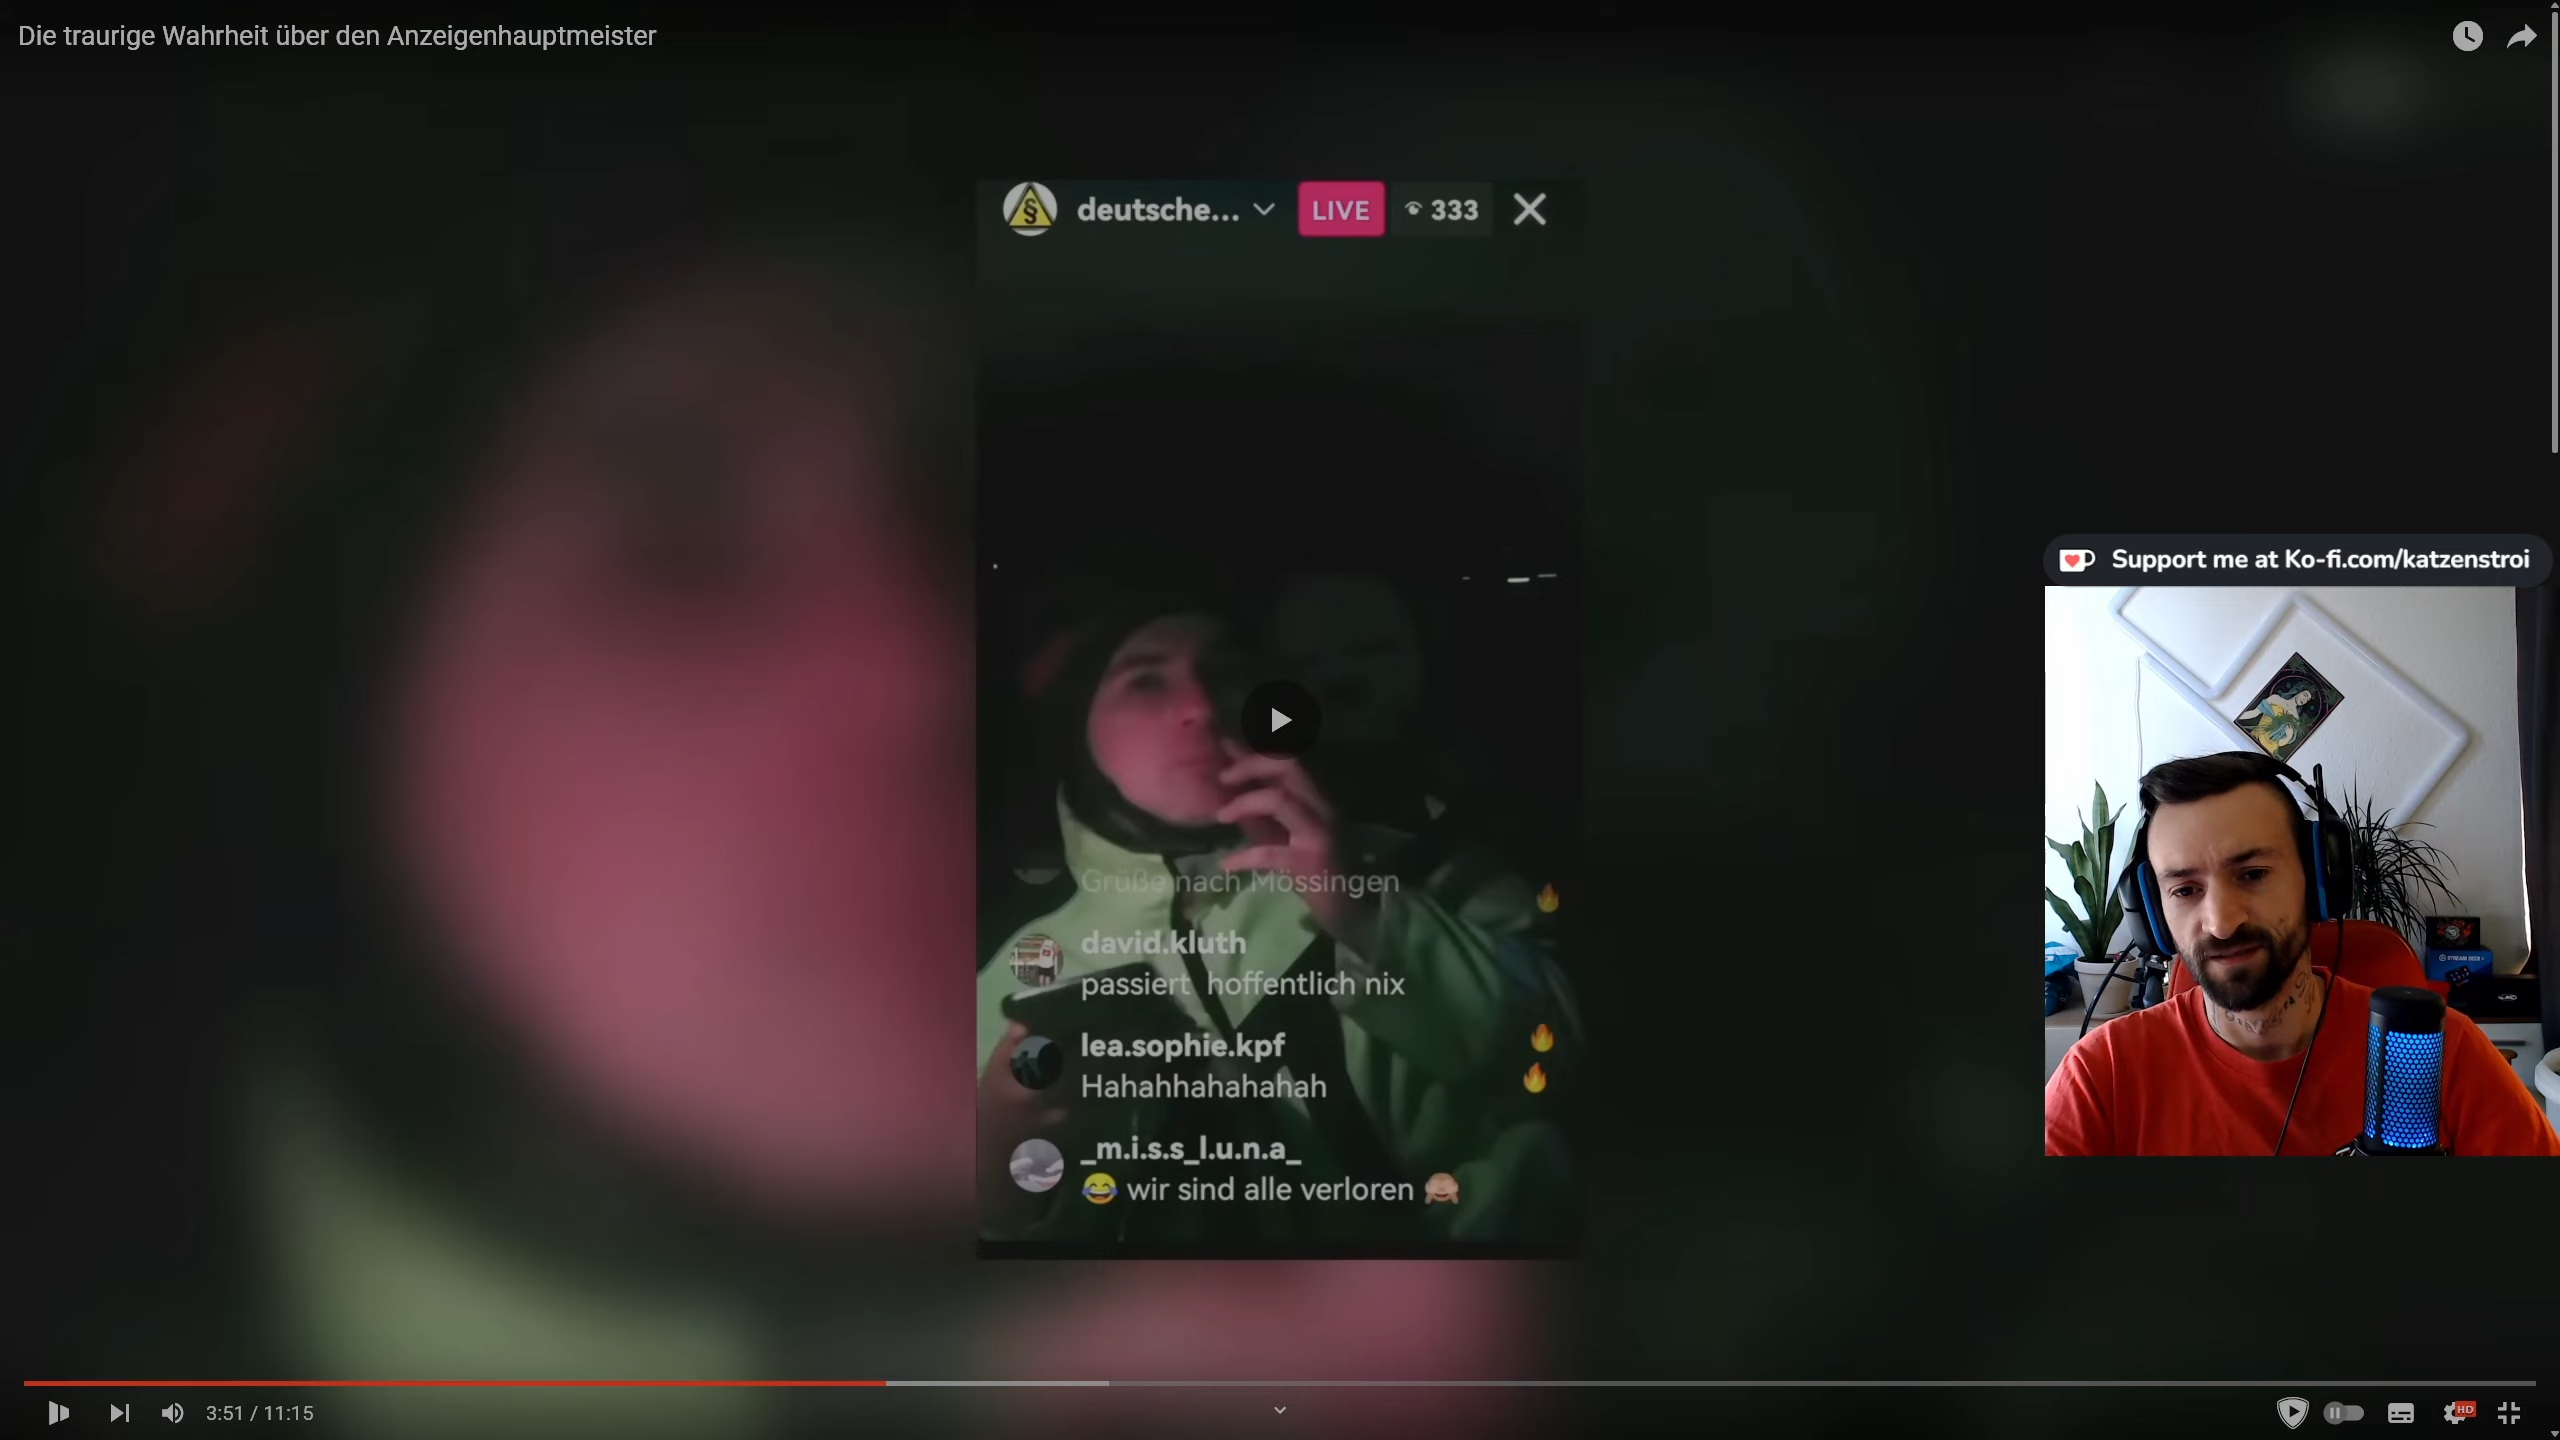 Die traurige Wahrheit über den Anzeigenhauptmeister
§
deutsche...
LIVE
333
Support me at Ko-fi.com/katzenstroi
Grüße nach Mössingen
david.kluth
passiert hoffentlich nix
lea.sophie.kpf
Hahahhahahahah
_m.i.s.s_l.u.n.a_
😂 wir sind alle verloren 🙈
3:51 / 11:15
HD